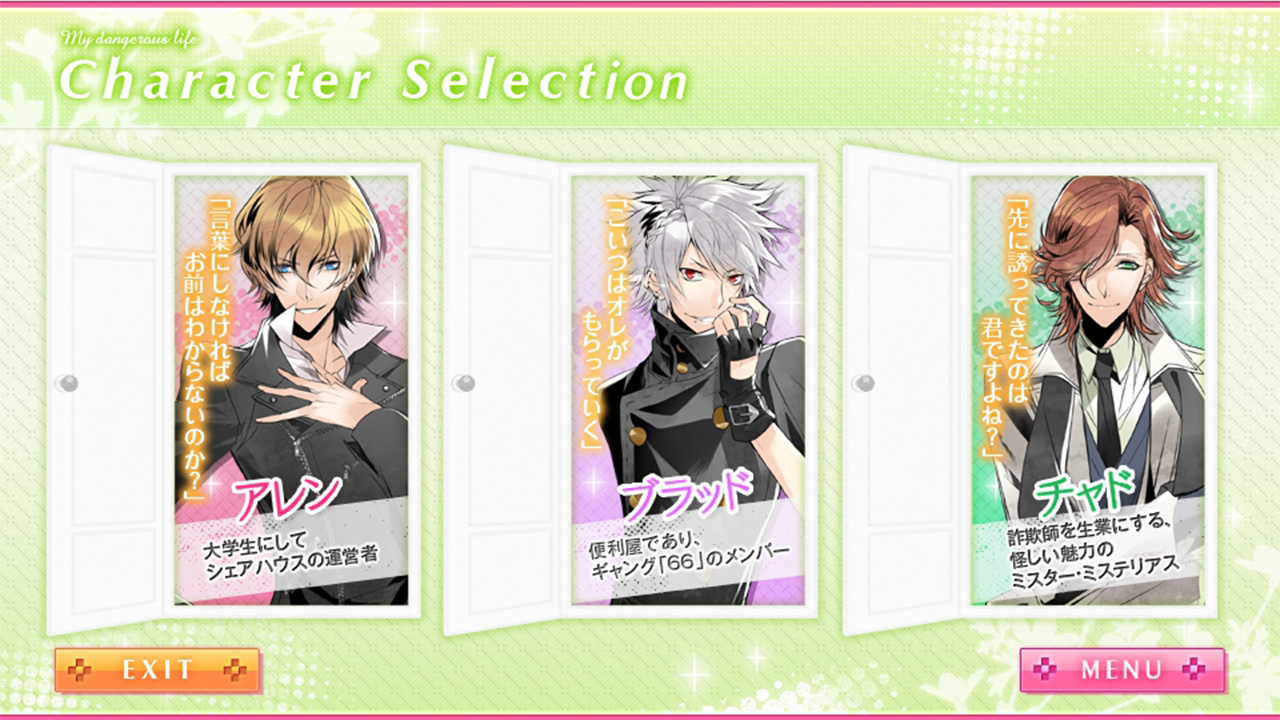 My dangerous life
Character Selection
「言葉にしなければ
お前はわからないのか？」
アレン
大学生にして
シェアハウスの運営者
「こいつはオレが
もらっていく」
ブラッド
便利屋であり、
ギャング「66」のメンバー
「先に誘ってきたのは
君ですよね？」
チャド
詐欺師を生業にする、
怪しい魅力の
ミスター・ミステリアス
EXIT
MENU